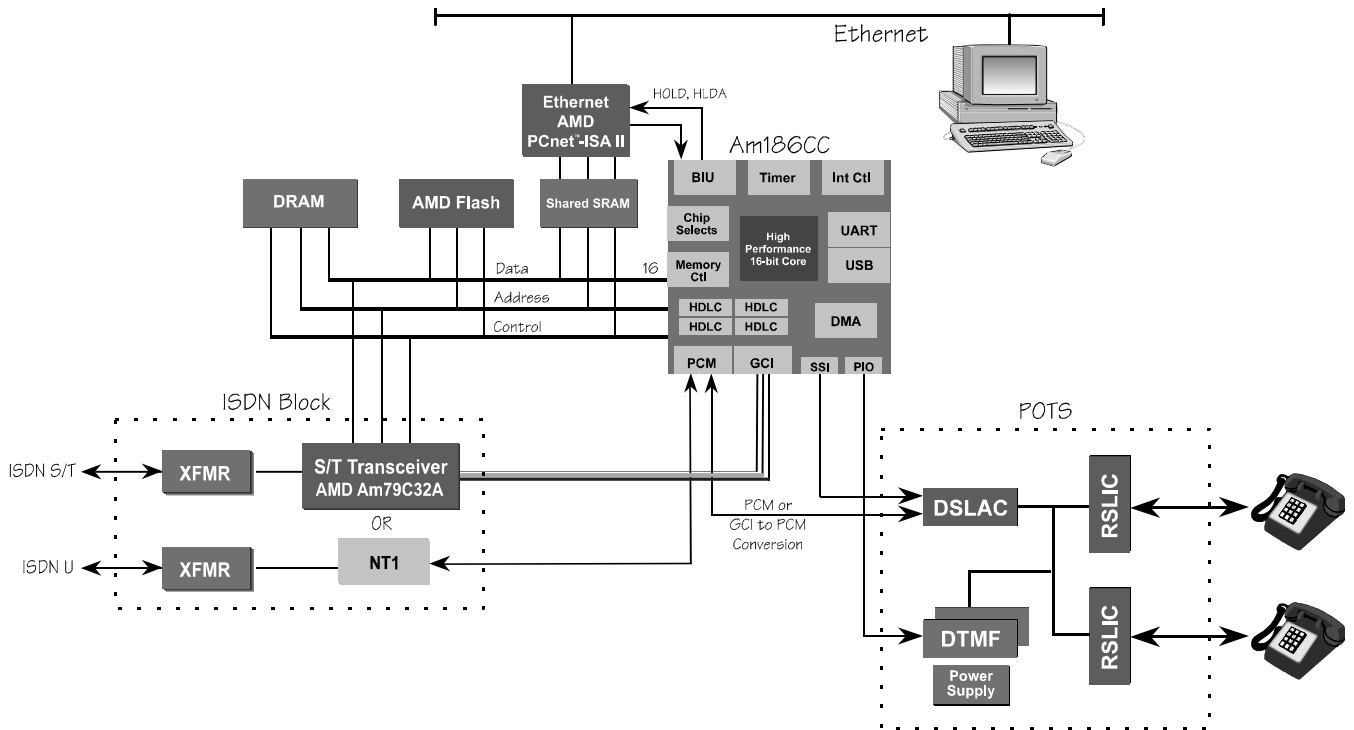 Ethernet
Ethernet
AMD
PCnet™-ISA II
HOLD, HLDA
Am186CC
BIU
Timer
Int Ctl
DRAM
AMD Flash
Shared SRAM
Chip
Selects
High
Performance
16-bit Core
UART
USB
Data
16
Memory
Ctl
Address
HDLC
HDLC
DMA
Control
HDLC
HDLC
PCM
GCI
SSI
PIO
ISDN Block
POTS
ISDN S/T
XFMR
S/T Transceiver
AMD Am79C32A
OR
PCM or
GCI to PCM
Conversion
DSLAC
RSLIC
ISDN U
XFMR
NT1
DTMF
RSLIC
Power
Supply